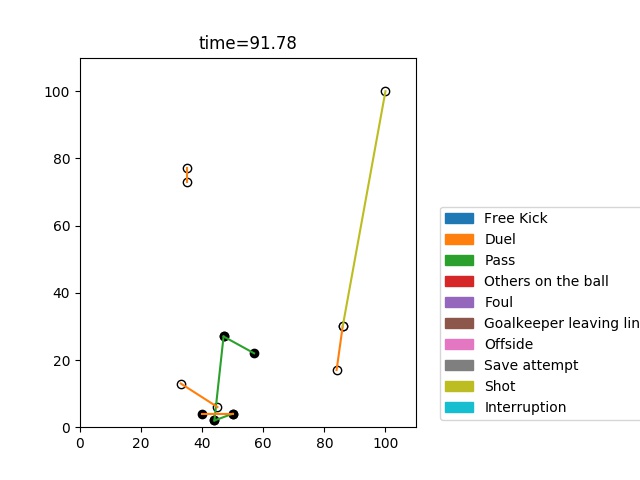 time=91.78
100
80
60
40
20
0
0 20 40 60 80 100
Free Kick
Duel
Pass
Others on the ball
Foul
Goalkeeper leaving lin
Offside
Save attempt
Shot
Interruption